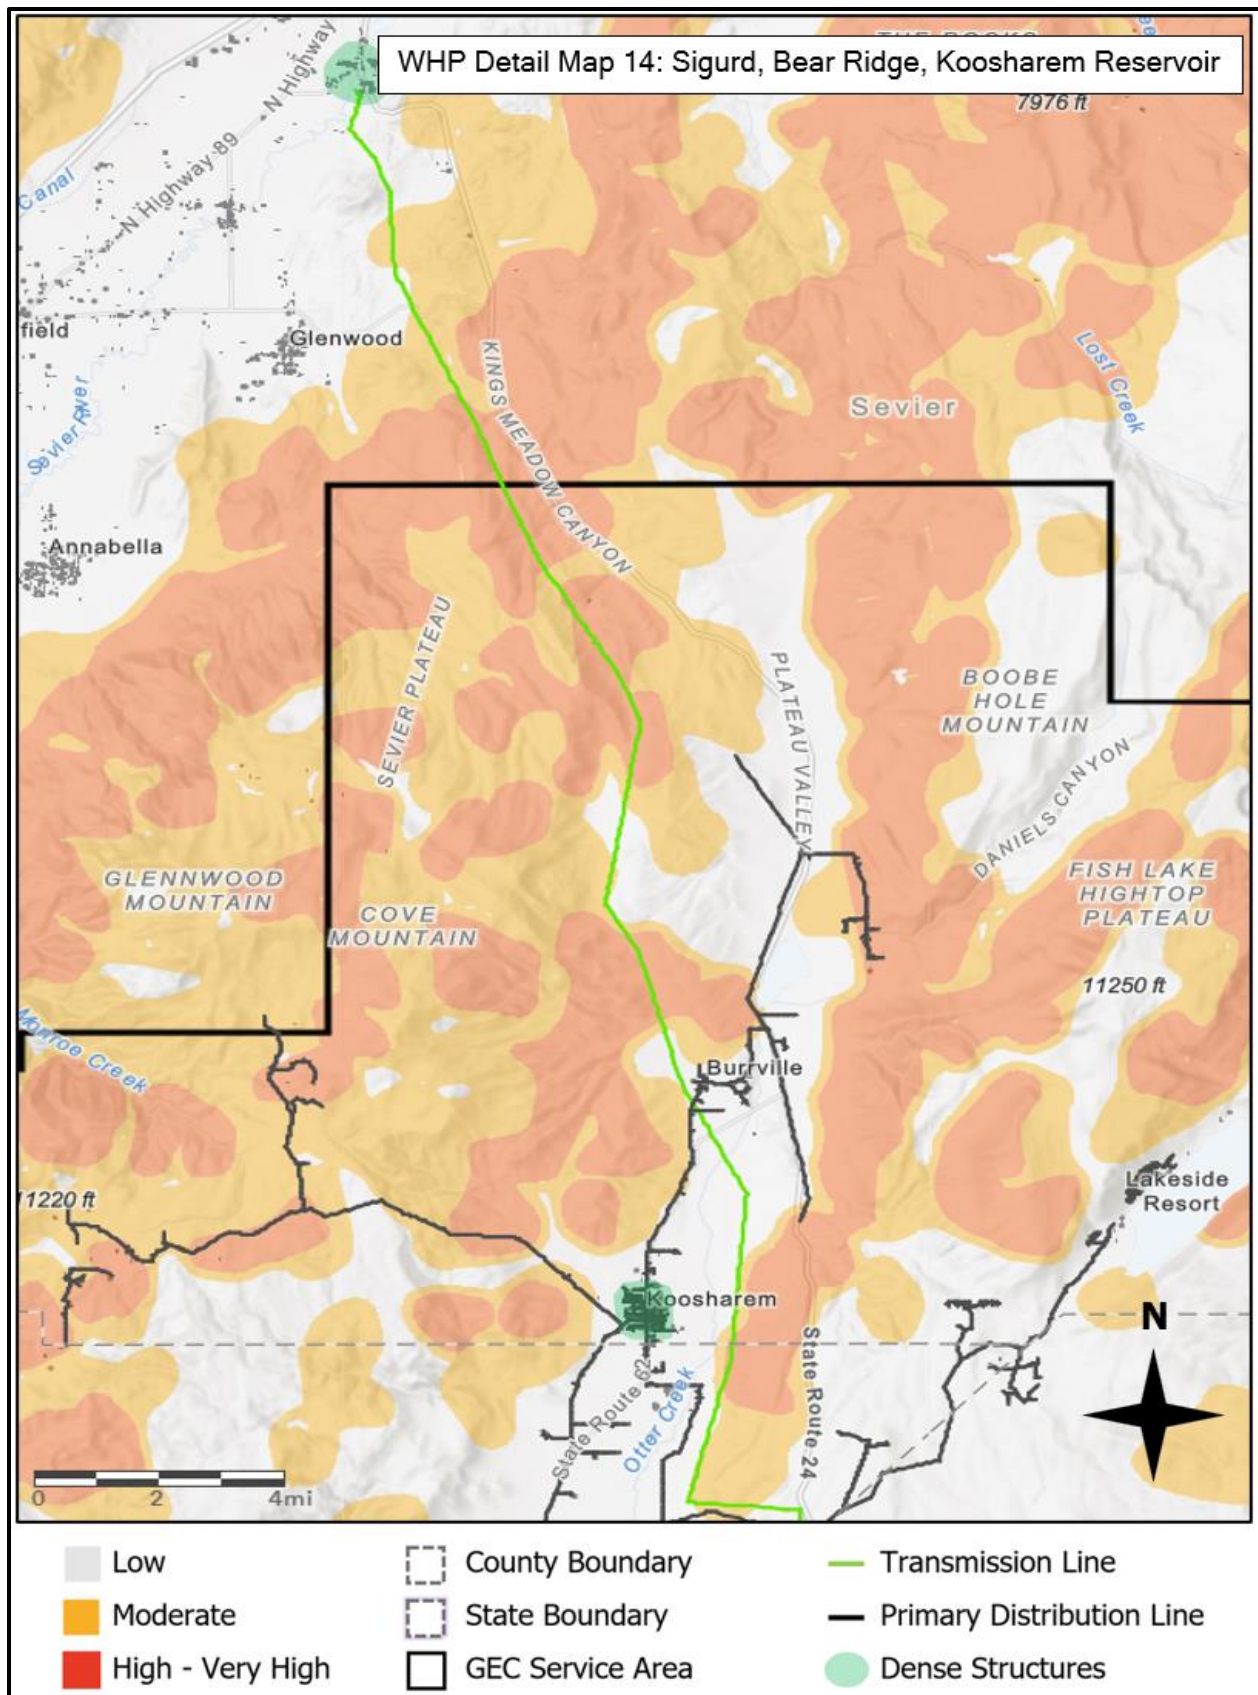 WHP Detail Map 14: Sigurd, Bear Ridge, Koosharem Reservoir
7976 ft
N Highway
N Highway 89
Canal
field
Glenwood
Sevier River
Lost Creek
KINGS MEADOW CANYON
Sevier
Annabella
SEVIER PLATEAU
PLATEAU VALLEY
BOOBE
HOLE
MOUNTAIN
DANIELS CANYON
GLENNWOOD
MOUNTAIN
COVE
MOUNTAIN
FISH LAKE
HIGHTOP
PLATEAU
11250 ft
Monroe Creek
Burrville
11220 ft
Lakeside
Resort
Koosharem
N
State Route 62
Otter Creek
State Route 24
0 2 4mi
Low
Moderate
High - Very High
County Boundary
State Boundary
GEC Service Area
Transmission Line
Primary Distribution Line
Dense Structures